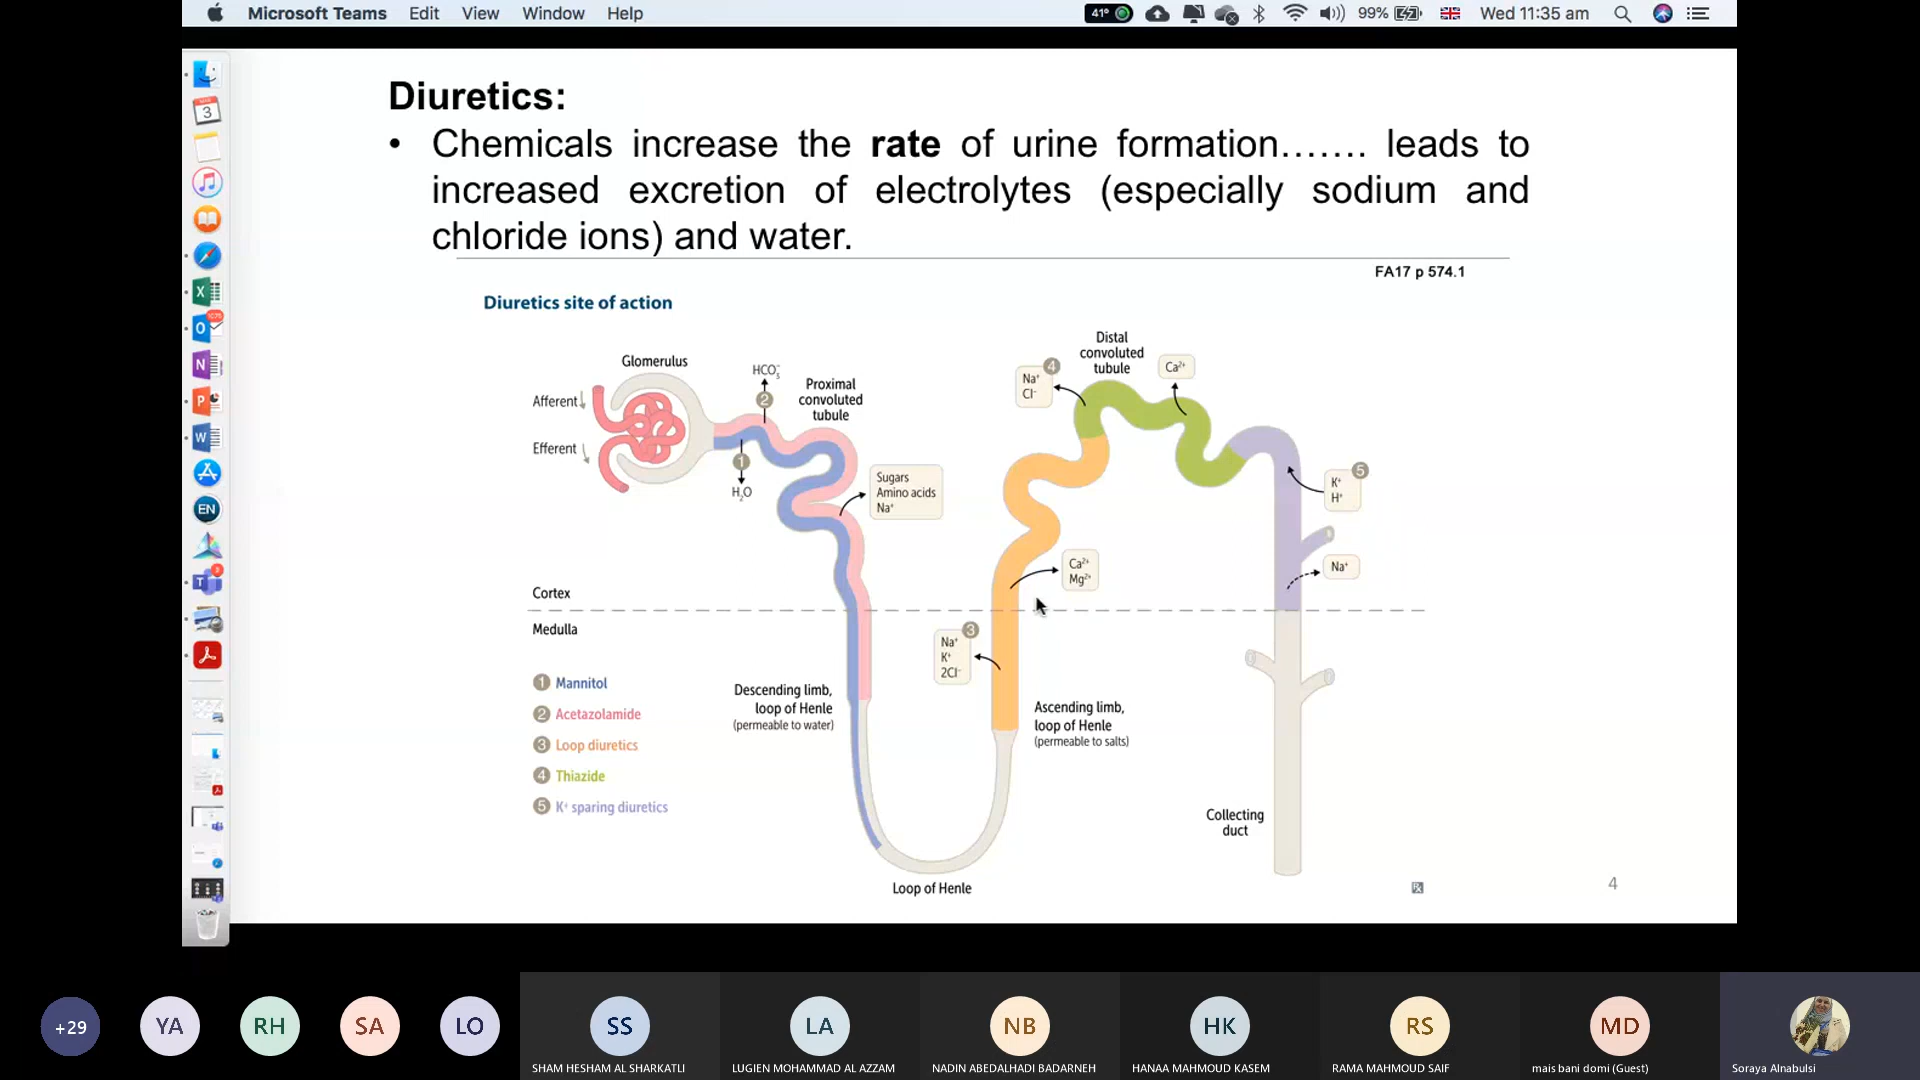 Microsoft Teams Edit View Window Help
41° 99% Wed 11:35 am
3
EN
Diuretics:
• Chemicals increase the rate of urine formation……. leads to
increased excretion of electrolytes (especially sodium and
chloride ions) and water.
FA17 p 574.1
Diuretics site of action
Glomerulus
Afferent
Efferent
HCO₃⁻
2
Proximal
convoluted
tubule
1
H₂O
Sugars
Amino acids
Na⁺
Distal
convoluted
tubule
4
Na⁺
Cl⁻
Ca²⁺
5
K⁺
H⁺
Ca²⁺
Mg²⁺
Na⁺
Cortex
Medulla
3
Na⁺
K⁺
2Cl⁻
1 Mannitol
2 Acetazolamide
3 Loop diuretics
4 Thiazide
5 K⁺ sparing diuretics
Descending limb,
loop of Henle
(permeable to water)
Ascending limb,
loop of Henle
(permeable to salts)
Collecting
duct
Loop of Henle
4
+29
YA
RH
SA
LO
SS
LA
NB
HK
RS
MD
SHAM HESHAM AL SHARKATLI
LUGIEN MOHAMMAD AL AZZAM
NADIN ABEDALHADI BADARNEH
HANAA MAHMOUD KASEM
RAMA MAHMOUD SAIF
mais bani domi (Guest)
Soraya Alnabulsi